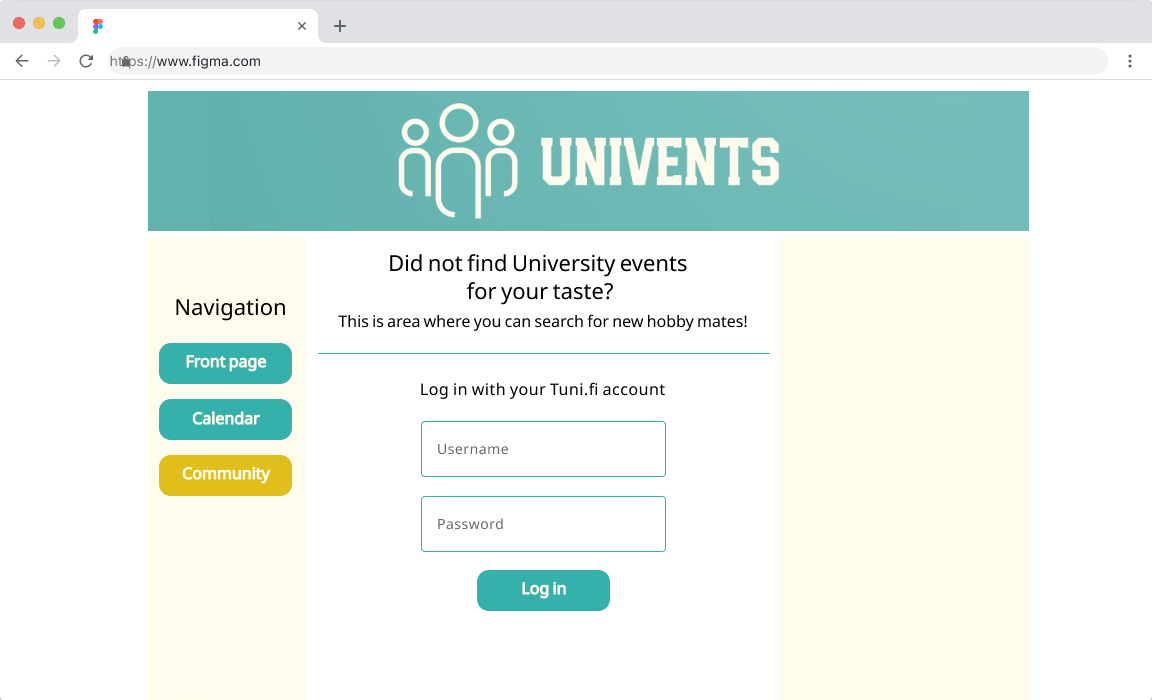 https://www.figma.com
UNIVENTS
Navigation
Front page
Calendar
Community
Did not find University events
for your taste?
This is area where you can search for new hobby mates!
Log in with your Tuni.fi account
Username
Password
Log in